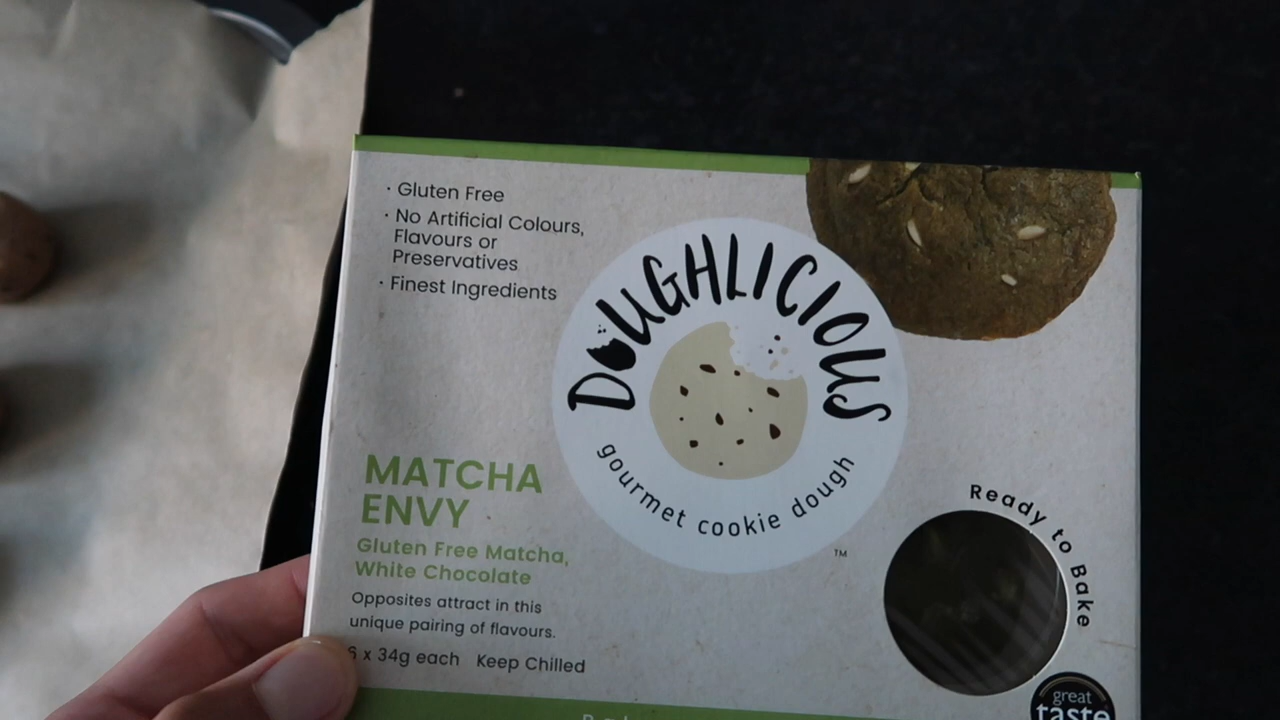 · Gluten Free
· No Artificial Colours,
Flavours or
Preservatives
· Finest Ingredients
DOUGHLICIOUS
gourmet cookie dough
TM
MATCHA
ENVY
Gluten Free Matcha,
White Chocolate
Opposites attract in this
unique pairing of flavours.
6 x 34g each Keep Chilled
Ready to Bake
great
taste